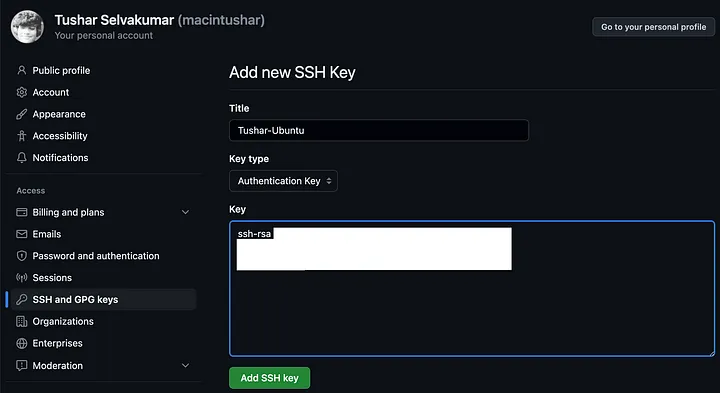 Tushar Selvakumar (macintushar)
Your personal account
Go to your personal profile
Public profile
Account
Appearance
Accessibility
Notifications
Access
Billing and plans
Emails
Password and authentication
Sessions
SSH and GPG keys
Organizations
Enterprises
Moderation
Add new SSH Key
Title
Tushar-Ubuntu
Key type
Authentication Key
Key
ssh-rsa
Add SSH key